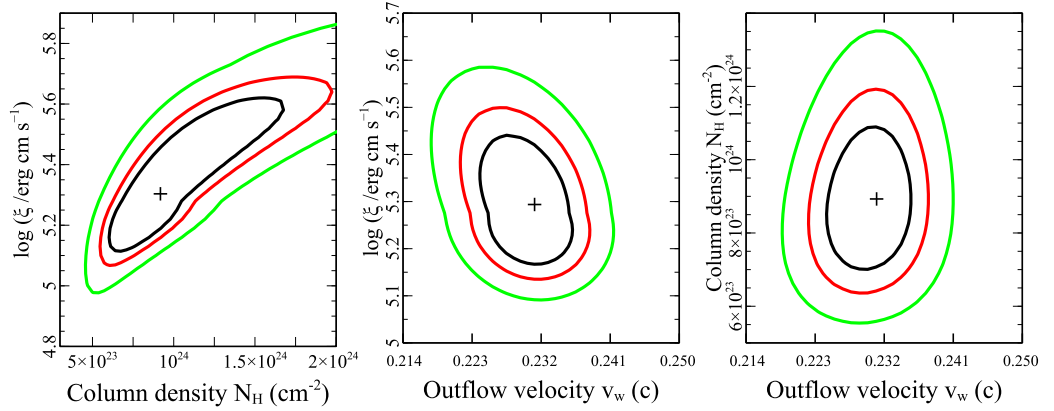 log (ξ /erg cm s⁻¹)
4.8 5 5.2 5.4 5.6 5.8
5×10²³ 10²⁴ 1.5×10²⁴ 2×10²⁴
Column density N_H (cm⁻²)
log (ξ /erg cm s⁻¹)
5 5.1 5.2 5.3 5.4 5.5 5.6 5.7
0.214 0.223 0.232 0.241 0.250
Outflow velocity v_w (c)
Column density N_H (cm⁻²)
6×10²³ 8×10²³ 10²⁴ 1.2×10²⁴
0.214 0.223 0.232 0.241 0.250
Outflow velocity v_w (c)